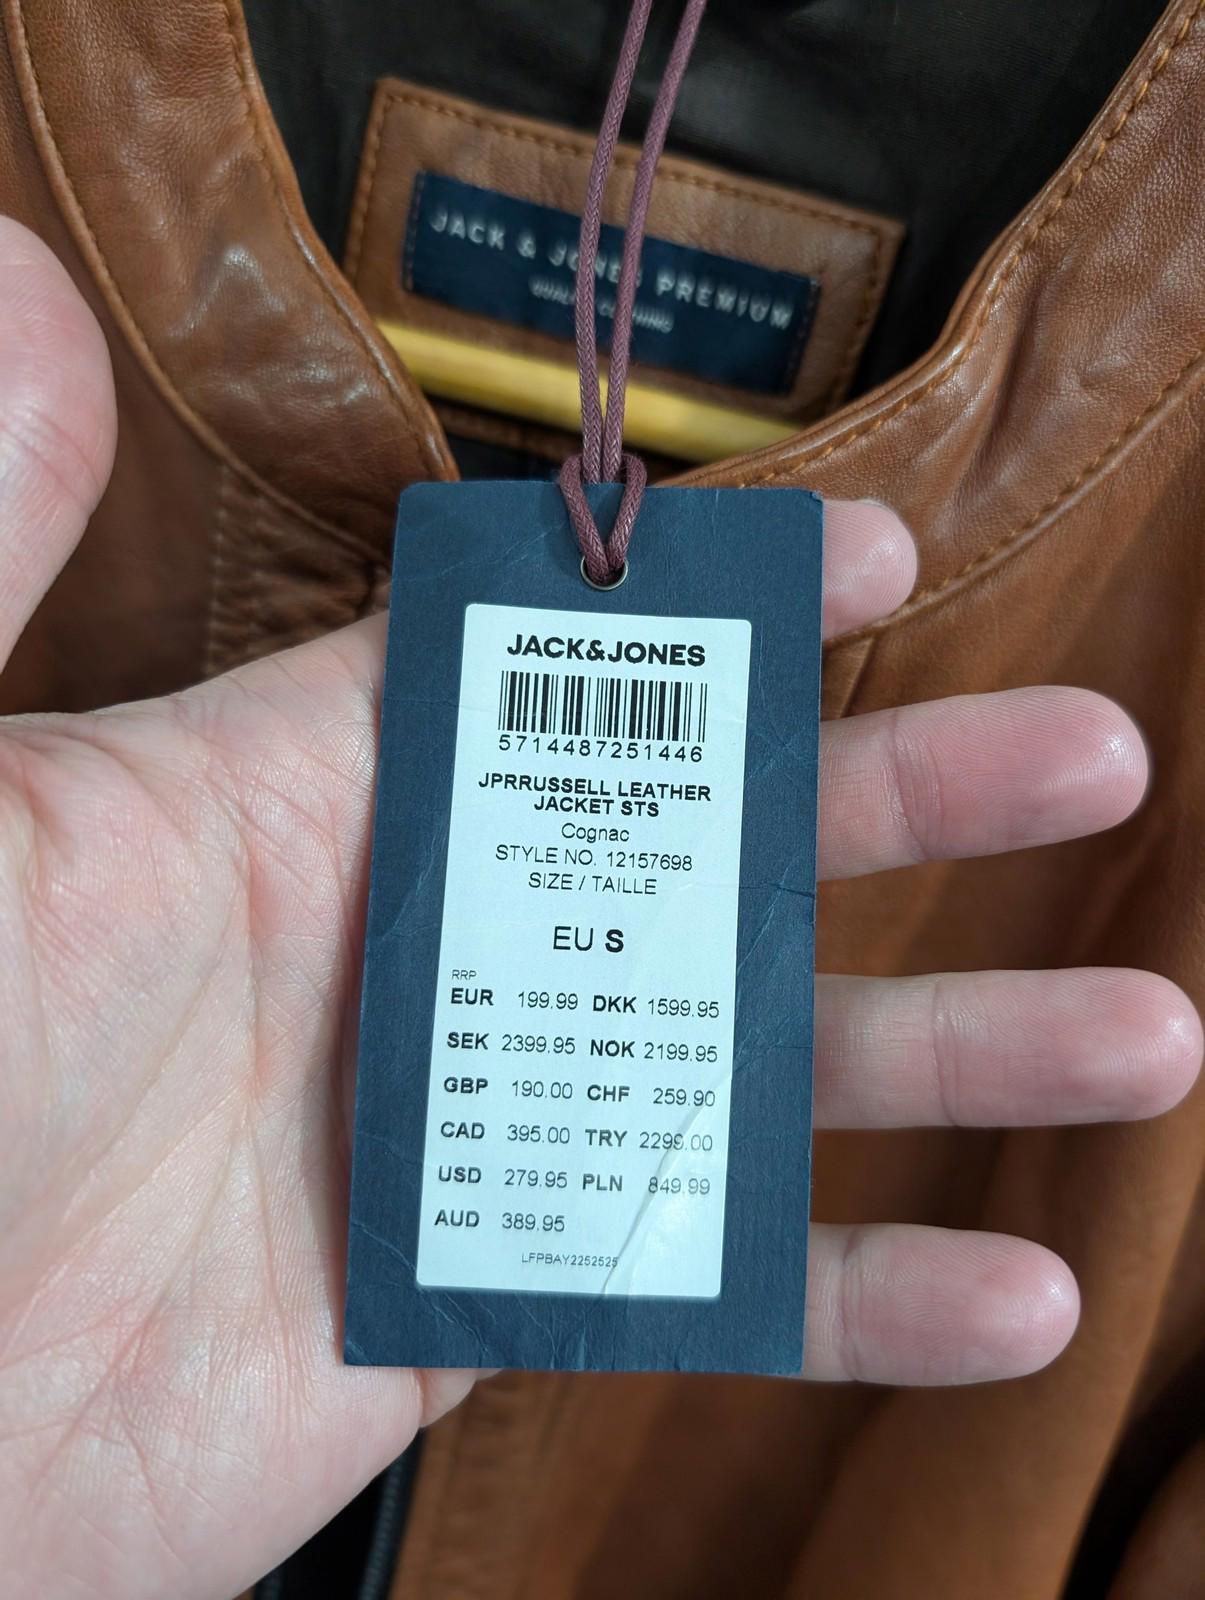 JACK & JONES PREMIUM
QUALITY CLOTHING
JACK&JONES
5714487251446
JPRRUSSELL LEATHER
JACKET STS
Cognac
STYLE NO. 12157698
SIZE / TAILLE
EU S
RRP
EUR 199.99 DKK 1599.95
SEK 2399.95 NOK 2199.95
GBP 190.00 CHF 259.90
CAD 395.00 TRY 2299.00
USD 279.95 PLN 849.99
AUD 389.95
LFPBAY2252525